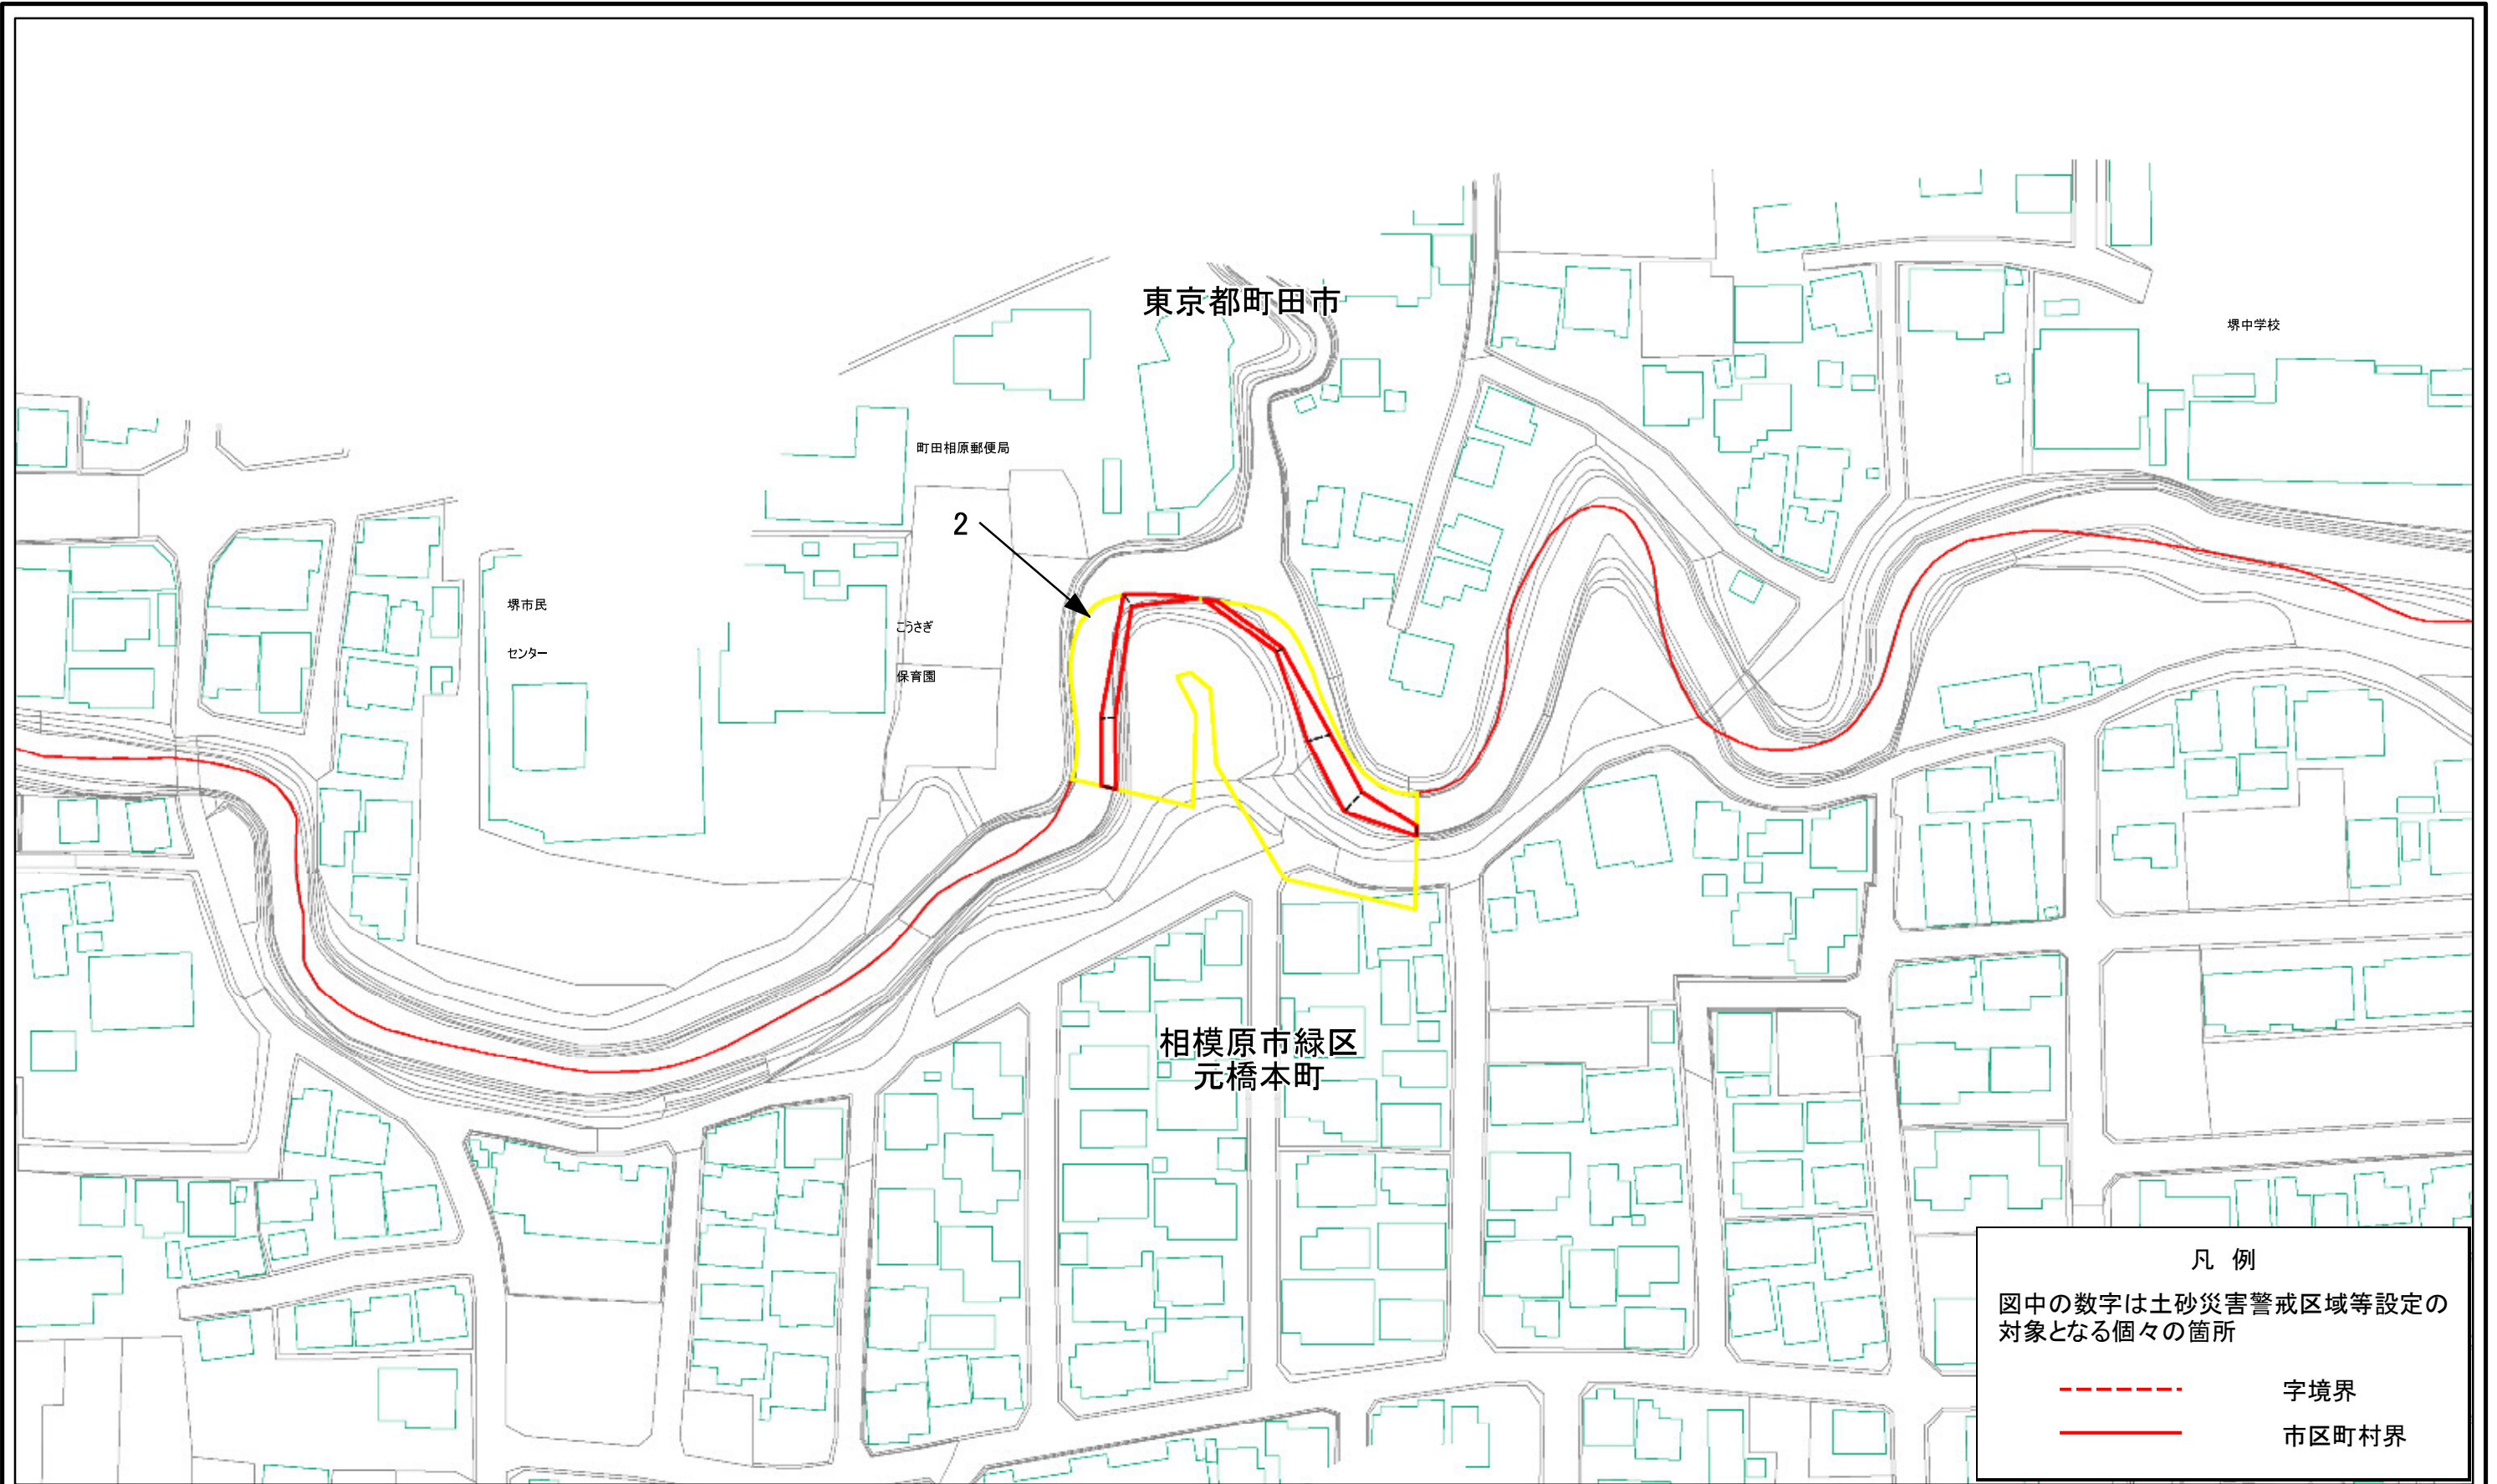 東京都町田市
堺中学校
町田相原郵便局
2
堺市民
センター
こうさぎ
保育園
相模原市緑区
元橋本町
凡 例
図中の数字は土砂災害警戒区域等設定の
対象となる個々の箇所
字境界
市区町村界